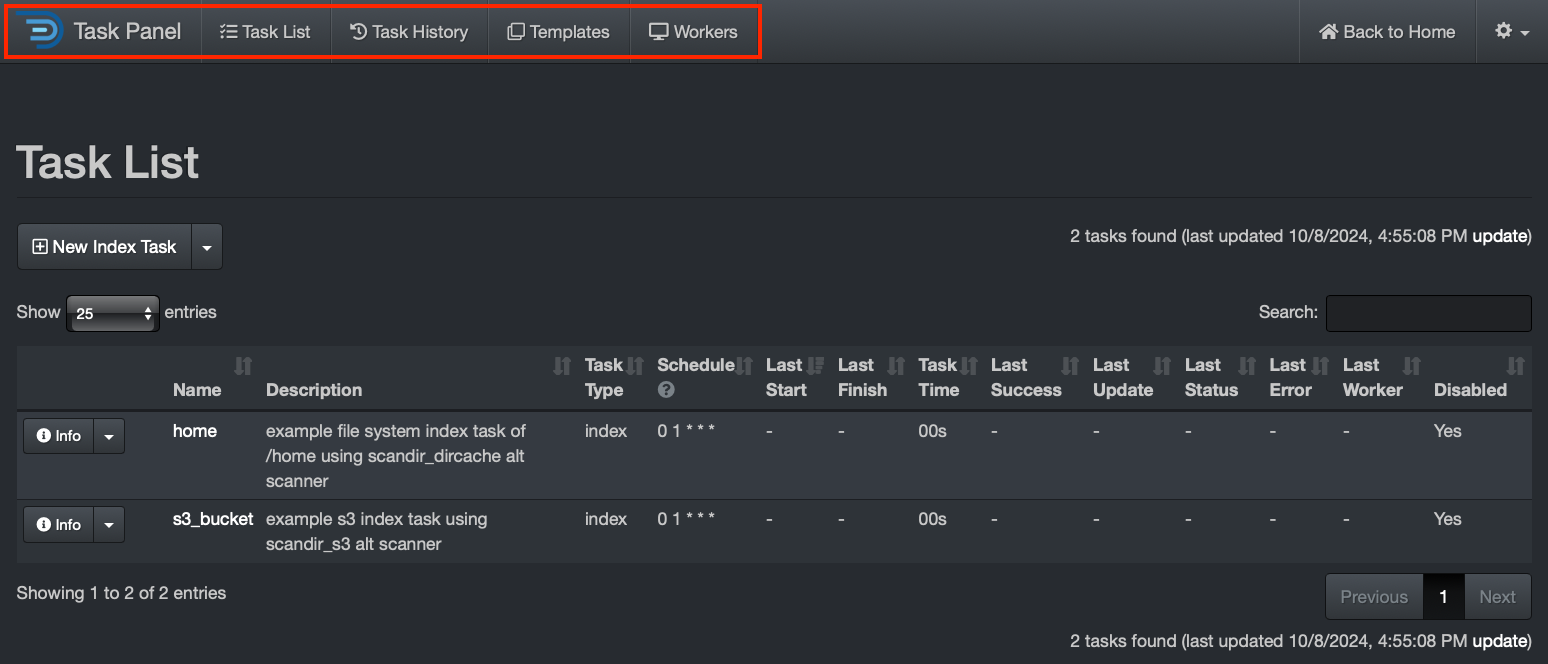 Task Panel Task List Task History Templates Workers Back to Home
Task List
New Index Task
2 tasks found (last updated 10/8/2024, 4:55:08 PM update)
Show 25 entries
Search:
Name Description Task Type Schedule Last Start Last Finish Task Time Last Success Last Update Last Status Last Error Last Worker Disabled
Info home example file system index task of index 0 1 * * * - - 00s - - - - - Yes
/home using scandir_dircache alt
scanner
Info s3_bucket example s3 index task using index 0 1 * * * - - 00s - - - - - Yes
scandir_s3 alt scanner
Showing 1 to 2 of 2 entries
Previous 1 Next
2 tasks found (last updated 10/8/2024, 4:55:08 PM update)